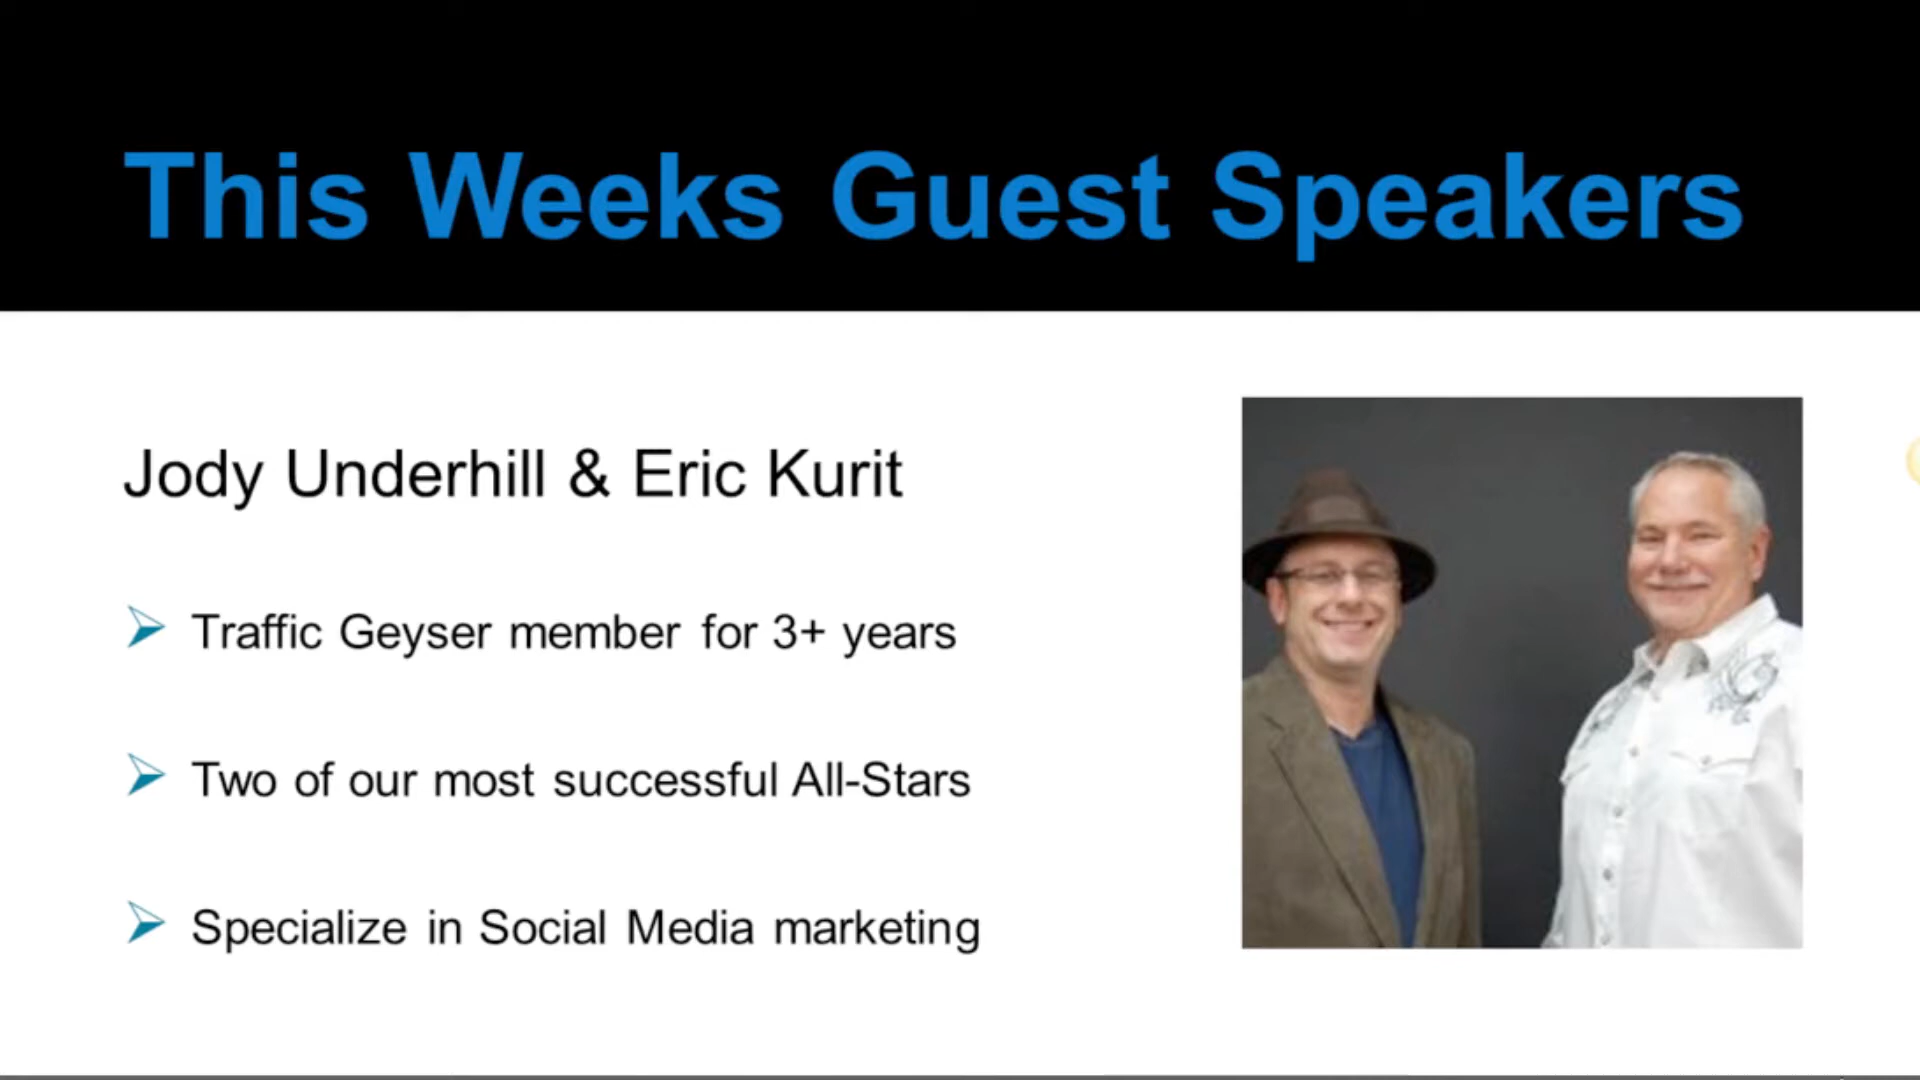 This Weeks Guest Speakers
Jody Underhill & Eric Kurit
Traffic Geyser member for 3+ years
Two of our most successful All-Stars
Specialize in Social Media marketing